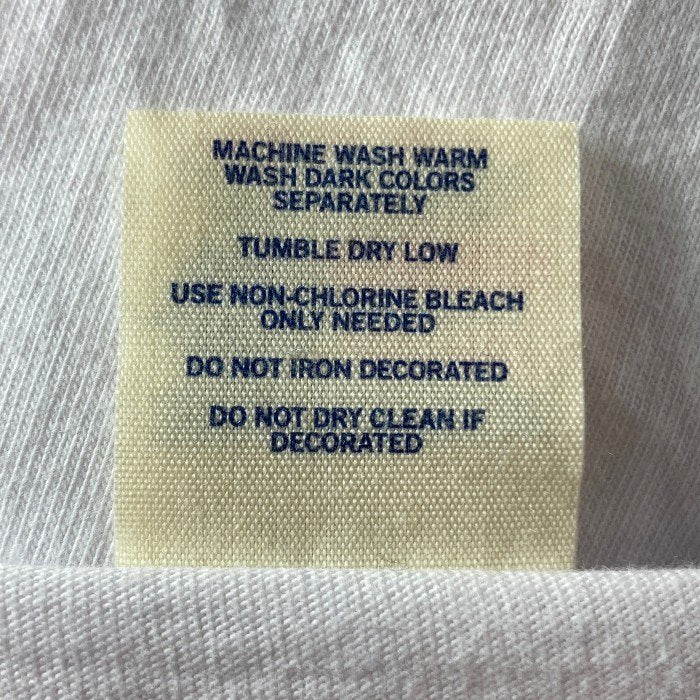 MACHINE WASH WARM
WASH DARK COLORS
SEPARATELY
TUMBLE DRY LOW
USE NON-CHLORINE BLEACH
ONLY NEEDED
DO NOT IRON DECORATED
DO NOT DRY CLEAN IF
DECORATED